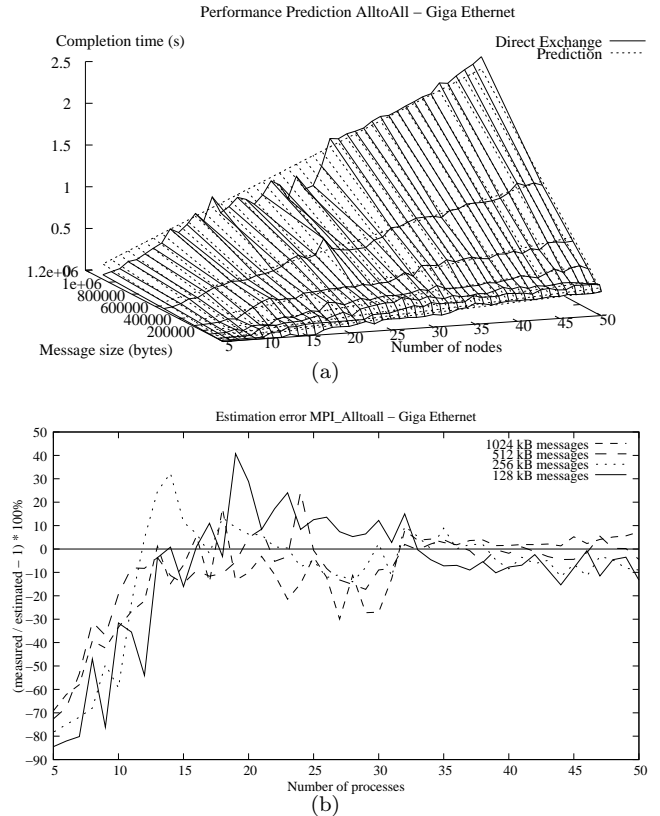 Performance Prediction AlltoAll – Giga Ethernet
Completion time (s)
Direct Exchange
Prediction
2.5
2
1.5
1
0.5
0
1.2e+06
1e+06
800000
600000
400000
200000
Message size (bytes)
5 10 15 20 25 30 35 40 45 50
Number of nodes
(a)
Estimation error MPI_Alltoall – Giga Ethernet
(measured / estimated – 1) * 100%
50
40
30
20
10
0
–10
–20
–30
–40
–50
–60
–70
–80
–90
1024 kB messages
512 kB messages
256 kB messages
128 kB messages
5 10 15 20 25 30 35 40 45 50
Number of processes
(b)